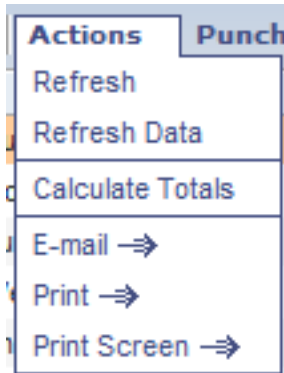 Actions Punch
Refresh
Refresh Data
Calculate Totals
E-mail
Print
Print Screen